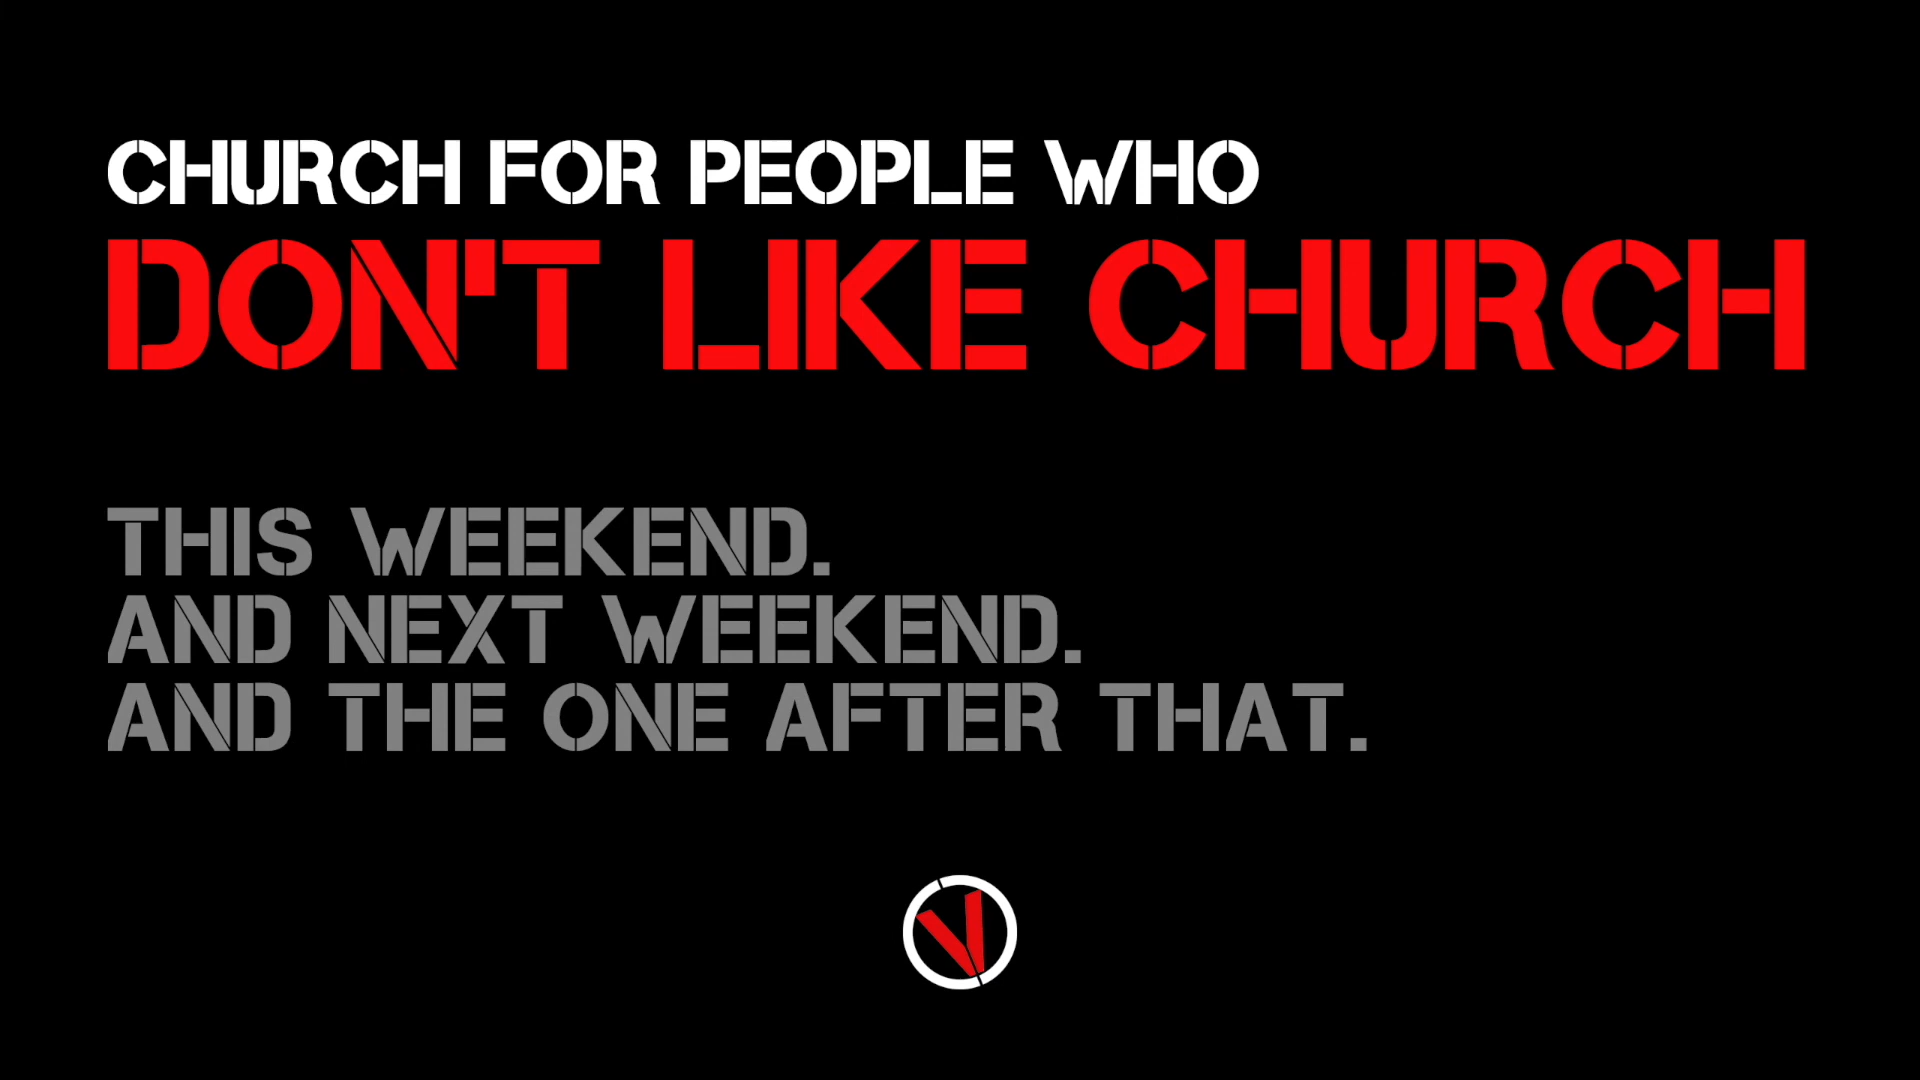 CHURCH FOR PEOPLE WHO
DON'T LIKE CHURCH
THIS WEEKEND.
AND NEXT WEEKEND.
AND THE ONE AFTER THAT.
V